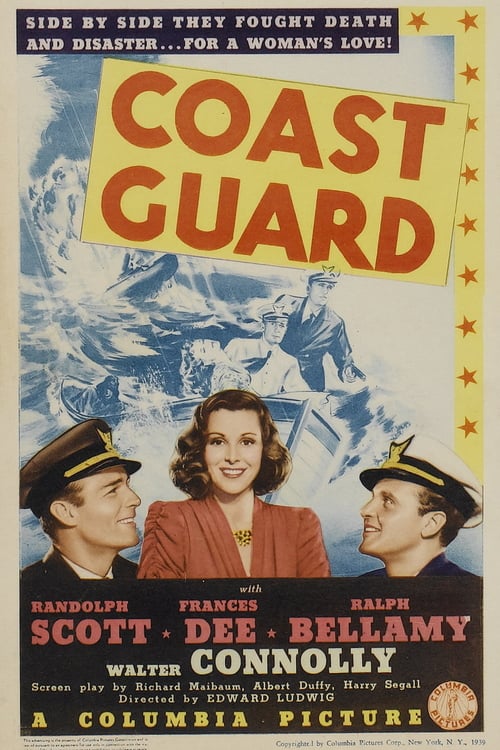 SIDE BY SIDE THEY FOUGHT DEATH
AND DISASTER...FOR A WOMAN'S LOVE!
COAST
GUARD
with
RANDOLPH FRANCES RALPH
SCOTT ★ DEE ★ BELLAMY
WALTER CONNOLLY
Screen play by Richard Maibaum, Albert Duffy, Harry Segall
Directed by EDWARD LUDWIG
A COLUMBIA PICTURE
COLUMBIA
PICTURES
Copyright 1939 by Columbia Pictures Corp., New York, N.Y., 1939